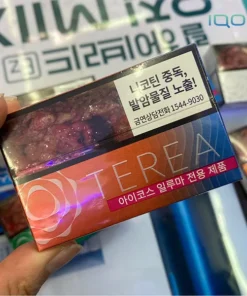 IQO
니코틴 중독,
발암물질 노출!
금연상담전화 1544-9030
TEREA
아이코스 일루마 전용 제품